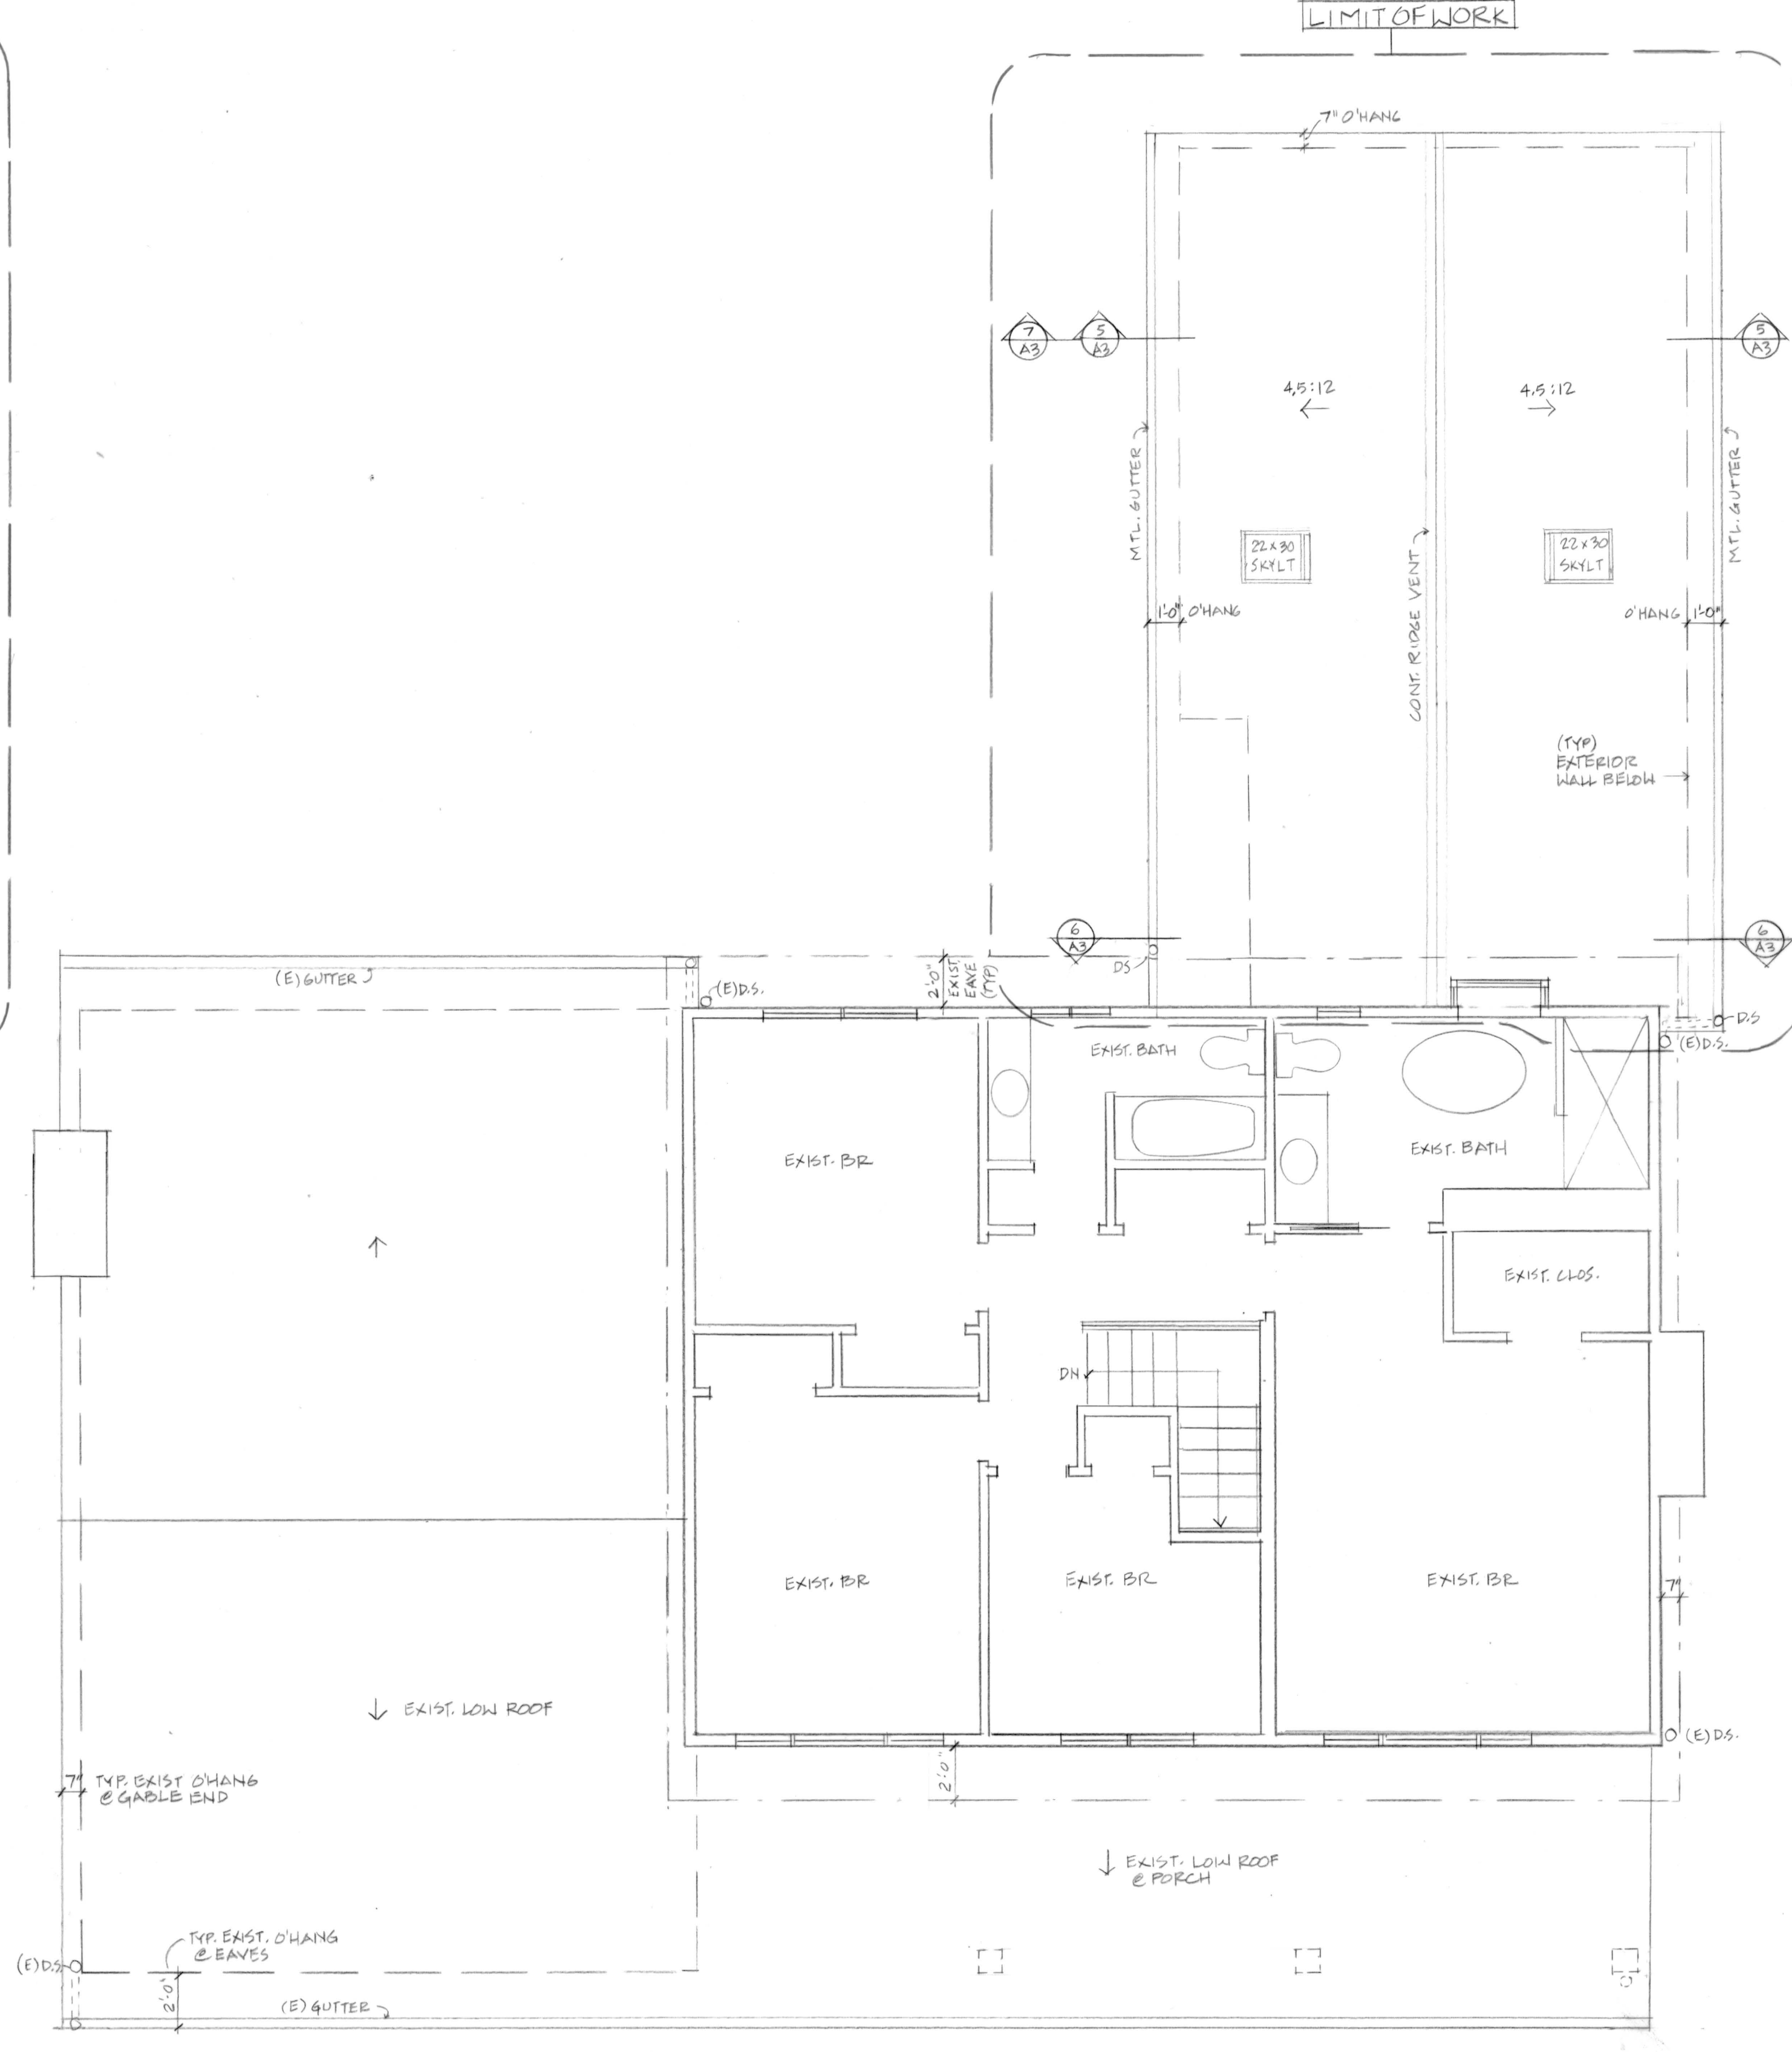 LIMIT OF WORK
7" O'HANG
7
A3
5
A3
5
A3
4.5:12
4.5:12
MTL. GUTTER
MTL. GUTTER
22x30
SKYLT
22x30
SKYLT
CONT. RIDGE VENT
1'-0" O'HANG
O'HANG 1'-0"
(TYP)
EXTERIOR
WALL BELOW
6
A3
6
A3
DS
(E) GUTTER
2'-0"
EXIST.
EAVE
(TYP)
(E) D.S.
D.S
(E) D.S.
EXIST. BATH
EXIST. BATH
EXIST. BR
EXIST. CLOS.
DN
EXIST. BR
EXIST. BR
EXIST. BR
7"
EXIST. LOW ROOF
(E) D.S.
7" TYP. EXIST O'HANG
@ GABLE END
2'-0"
EXIST. LOW ROOF
@ PORCH
TYP. EXIST. O'HANG
@ EAVES
(E) D.S.
2'-0"
(E) GUTTER